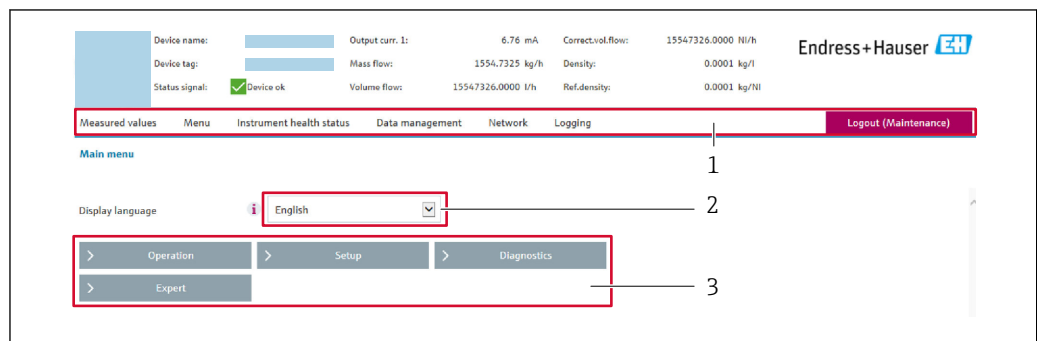 Device name: Output curr. 1: 6.76 mA Correct.vol.flow: 15547326.0000 Nl/h
Endress+Hauser EH
Device tag: Mass flow: 1554.7325 kg/h Density: 0.0001 kg/l
Status signal: Device ok Volume flow: 15547326.0000 l/h Ref.density: 0.0001 kg/Nl
Measured values Menu Instrument health status Data management Network Logging Logout (Maintenance)
1
Main menu
Display language i English 2
> Operation > Setup > Diagnostics
> Expert 3